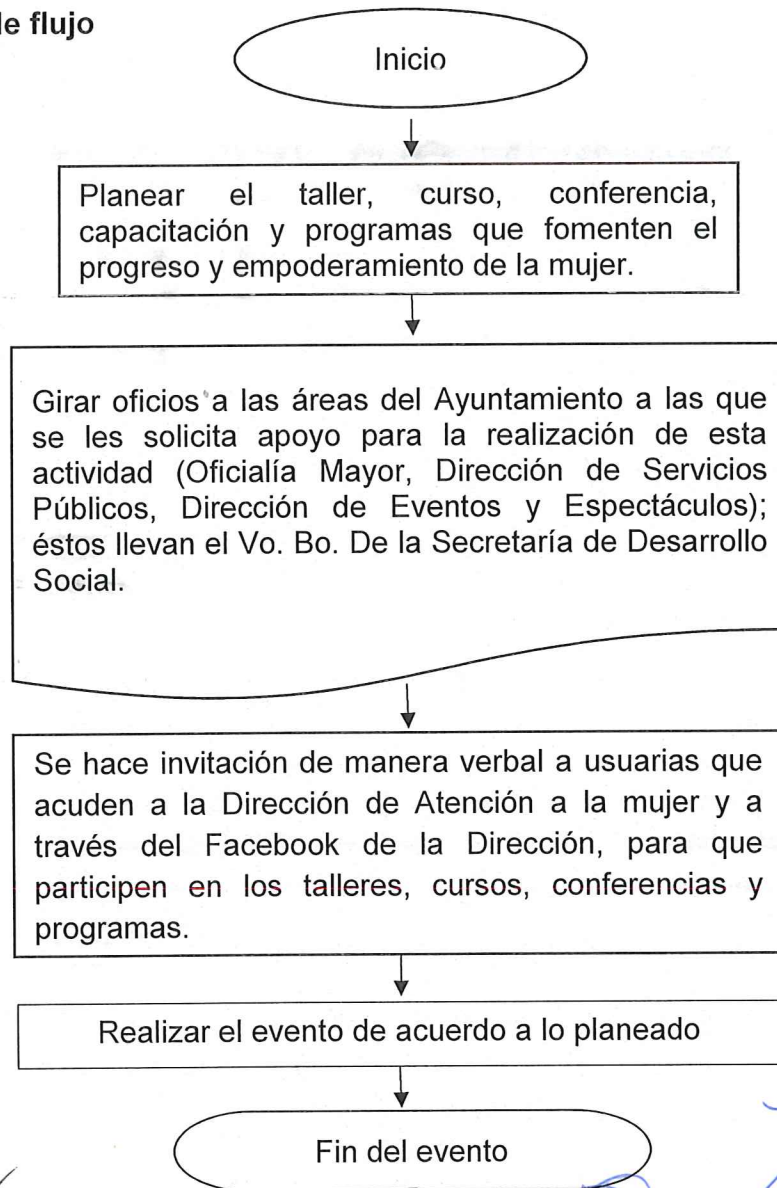 de flujo
Inicio
Planear el taller, curso, conferencia,
capacitación y programas que fomenten el
progreso y empoderamiento de la mujer.
Girar oficios a las áreas del Ayuntamiento a las que
se les solicita apoyo para la realización de esta
actividad (Oficialía Mayor, Dirección de Servicios
Públicos, Dirección de Eventos y Espectáculos);
éstos llevan el Vo. Bo. De la Secretaría de Desarrollo
Social.
Se hace invitación de manera verbal a usuarias que
acuden a la Dirección de Atención a la mujer y a
través del Facebook de la Dirección, para que
participen en los talleres, cursos, conferencias y
programas.
Realizar el evento de acuerdo a lo planeado
Fin del evento